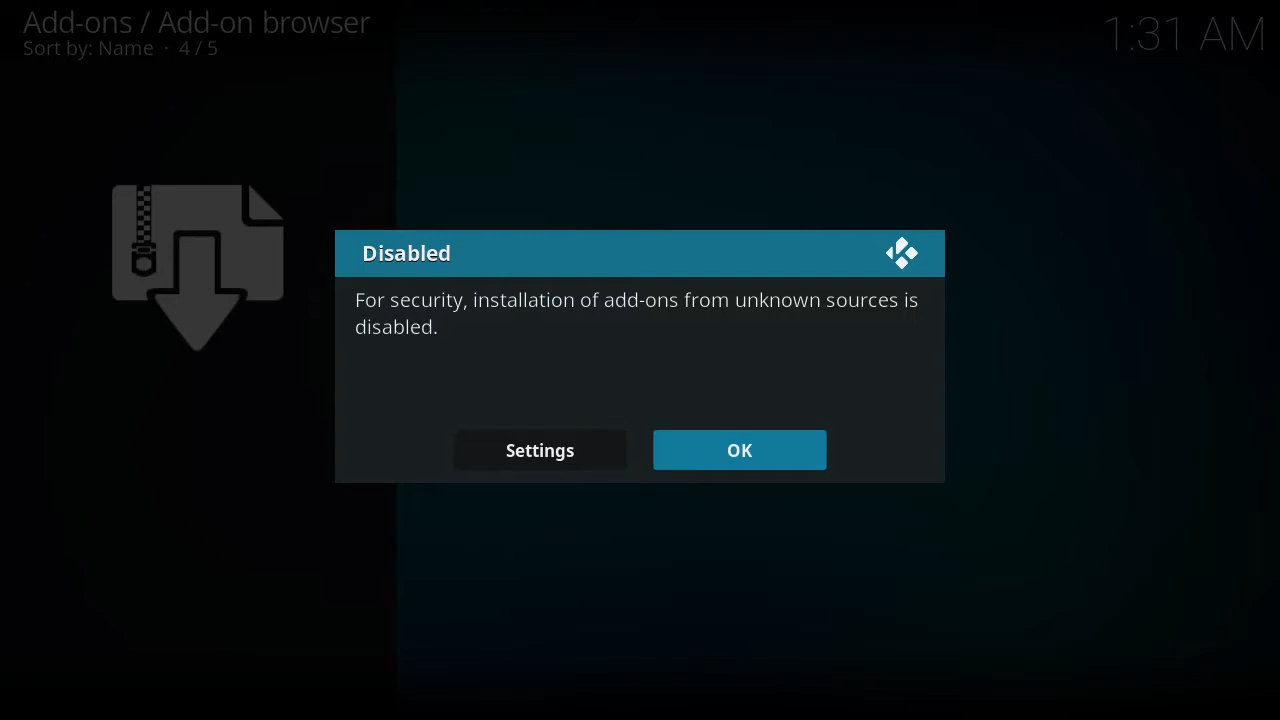 Add-ons / Add-on browser
Sort by: Name · 4 / 5
1:31 AM
Disabled
For security, installation of add-ons from unknown sources is
disabled.
Settings
OK